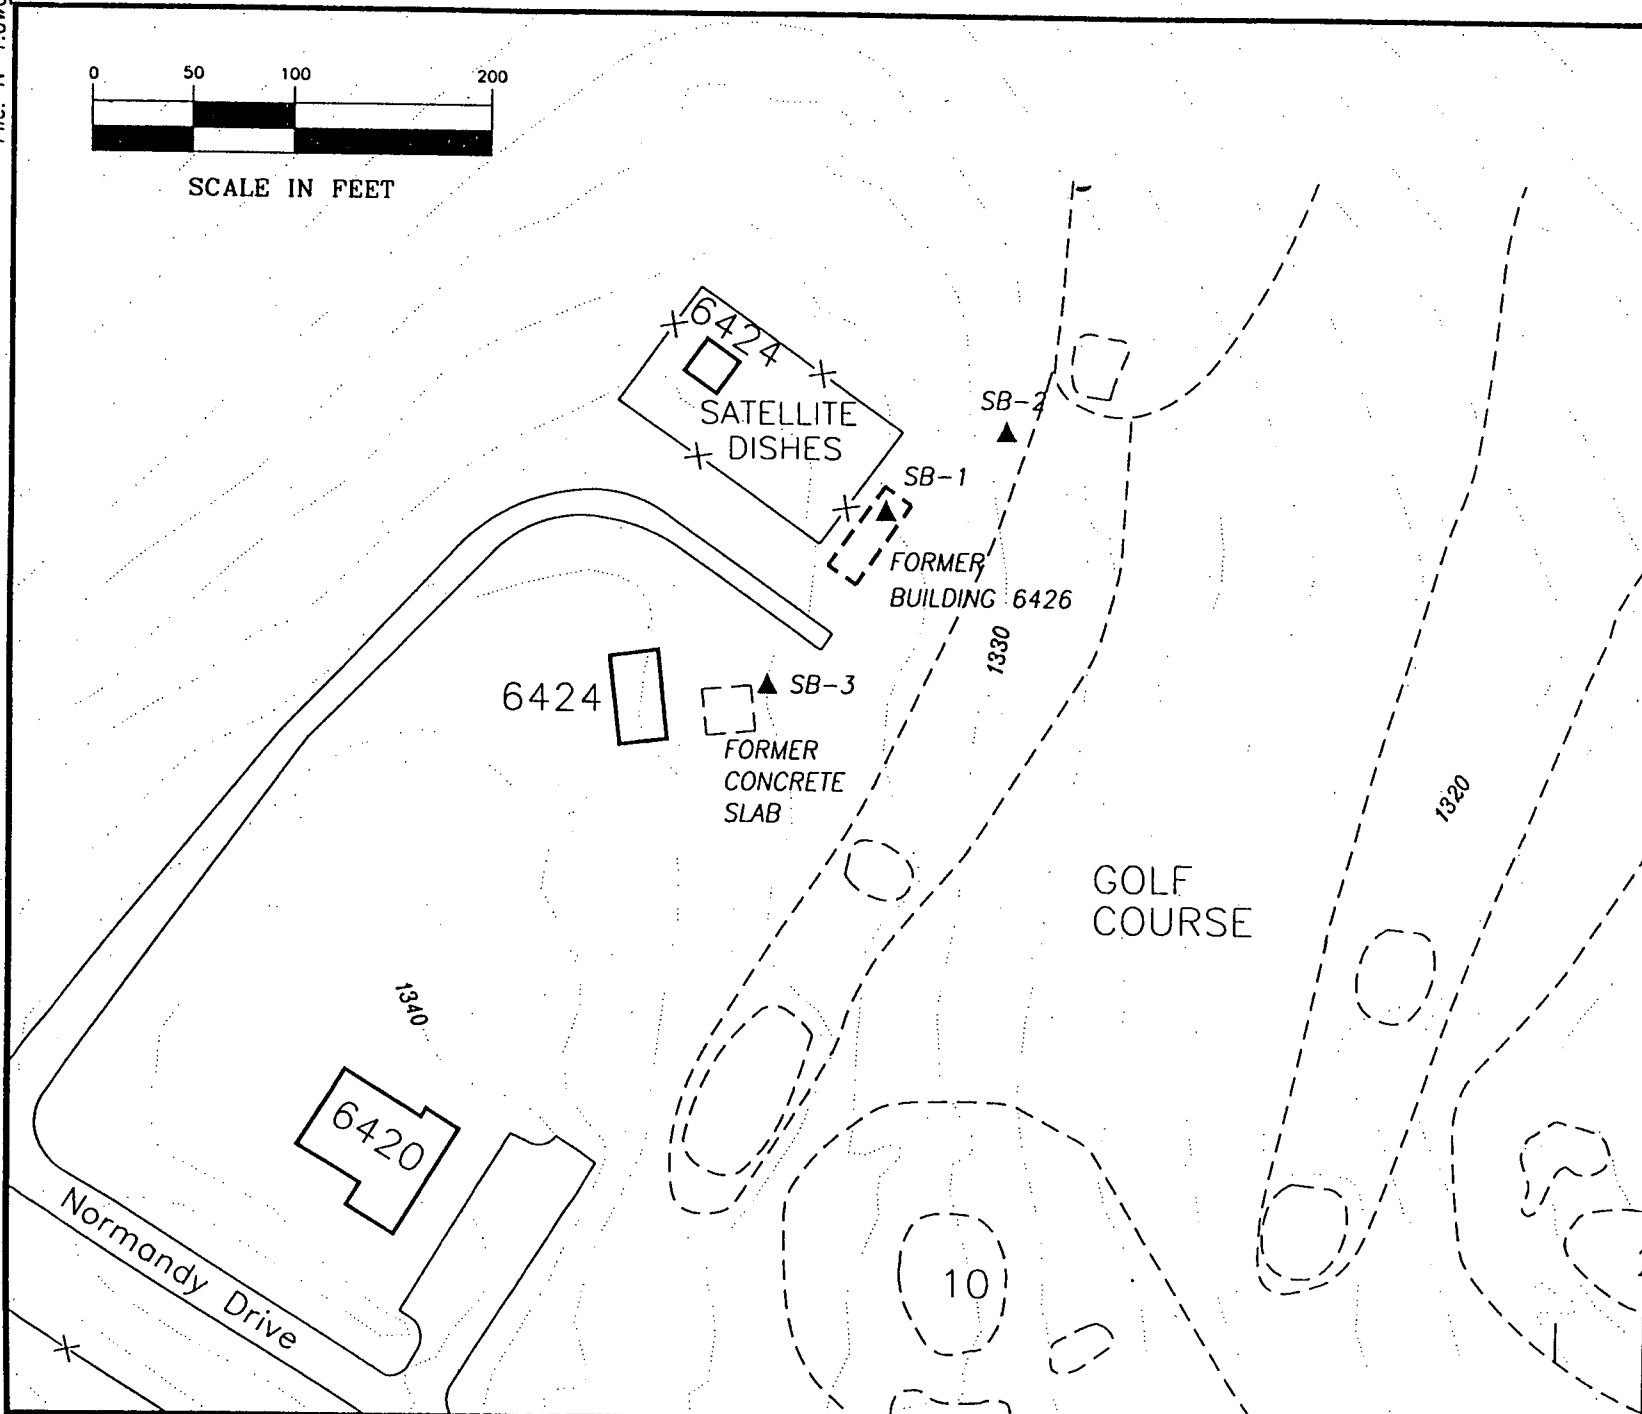 0 50 100 200
SCALE IN FEET
6424
SATELLITE
DISHES
SB-2
SB-1
FORMER
BUILDING 6426
1330
6424
SB-3
FORMER
CONCRETE
SLAB
1320
GOLF
COURSE
1340
6420
Normandy Drive
10